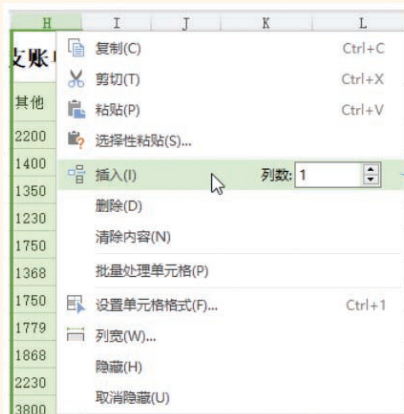 H I J K L
支账
复制(C) Ctrl+C
剪切(T) Ctrl+X
其他
粘贴(P) Ctrl+V
2200
选择性粘贴(S)...
1400
插入(I) 列数: 1
1350
删除(D)
1230
清除内容(N)
1750
1368
批量处理单元格(P)
1750
设置单元格格式(F)... Ctrl+1
1779
列宽(W)...
1868
隐藏(H)
2230
取消隐藏(U)
3800